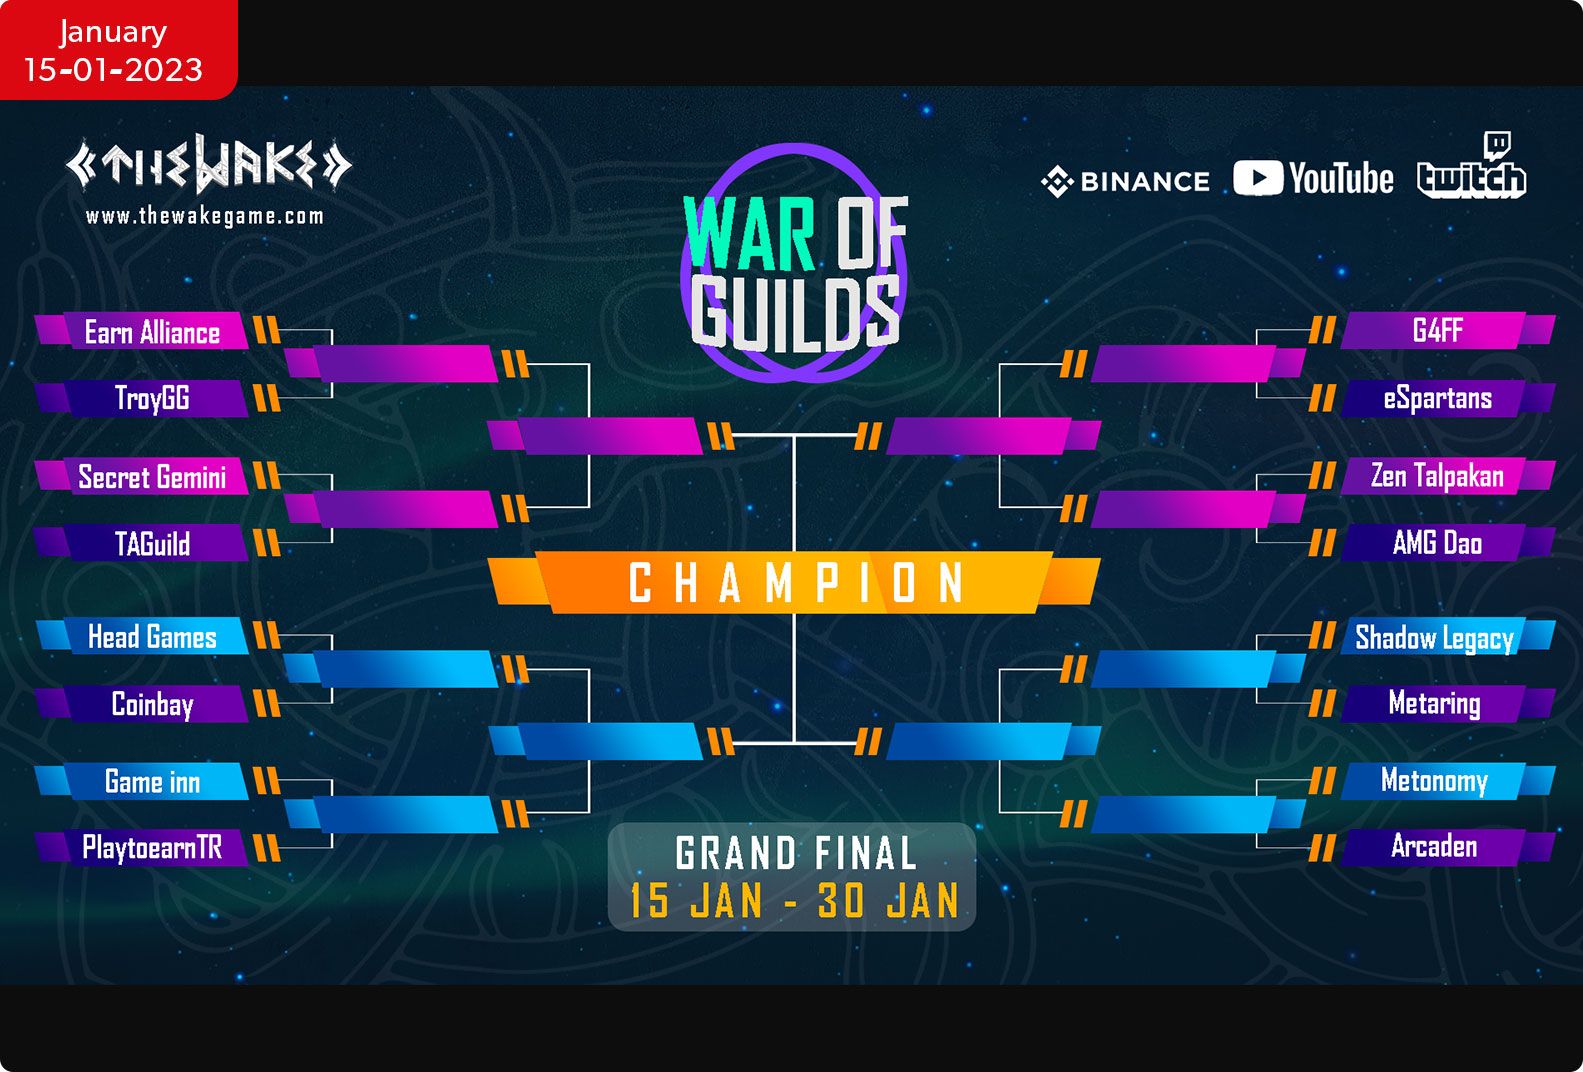 January
15-01-2023
THEWAKE
www.thewakegame.com
WAR OF
GUILDS
BINANCE
YouTube
twitch
Earn Alliance
TroyGG
Secret Gemini
TAGuild
Head Games
Coinbay
Game inn
PlaytoearnTR
G4FF
eSpartans
Zen Talpakan
AMG Dao
Shadow Legacy
Metaring
Metonomy
Arcaden
CHAMPION
GRAND FINAL
15 JAN - 30 JAN